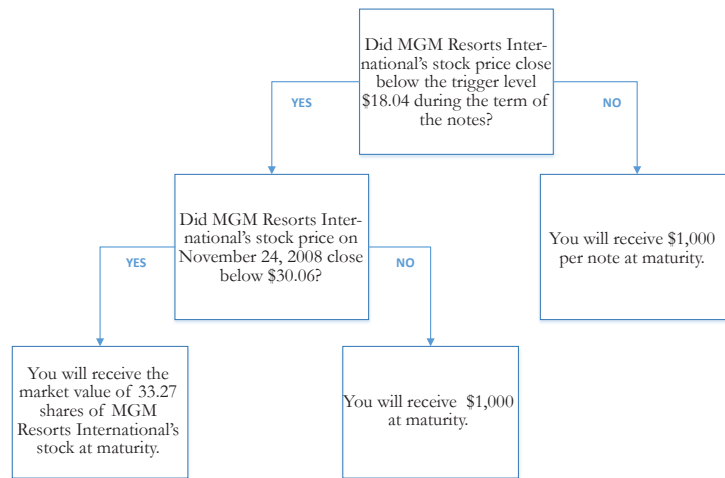 Did MGM Resorts Inter-
national's stock price close
below the trigger level
$18.04 during the term of
the notes?
YES
NO
Did MGM Resorts Inter-
national's stock price on
November 24, 2008 close
below $30.06?
You will receive $1,000
per note at maturity.
YES
NO
You will receive the
market value of 33.27
shares of MGM
Resorts International's
stock at maturity.
You will receive $1,000
at maturity.